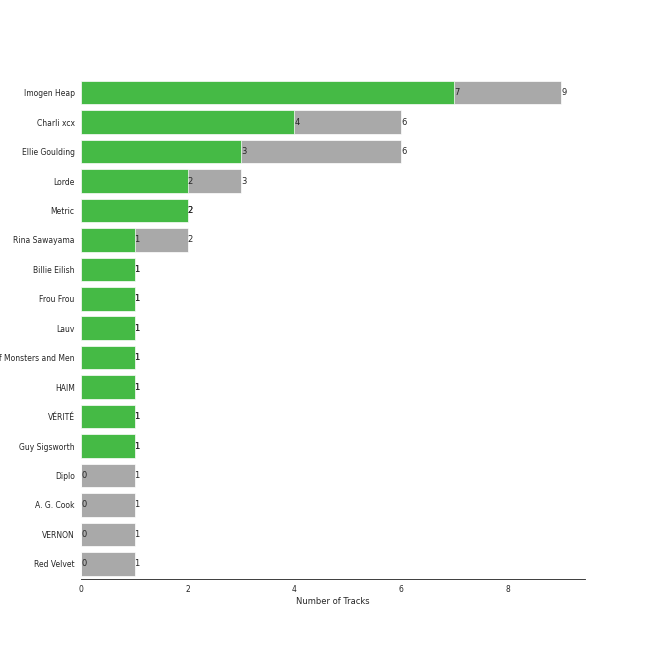 Imogen Heap 7 9
Charli xcx 4 6
Ellie Goulding 3 6
Lorde 2 3
Metric 2
Rina Sawayama 1 2
Billie Eilish 1
Frou Frou 1
Lauv 1
f Monsters and Men 1
HAIM 1
VÉRITÉ 1
Guy Sigsworth 1
Diplo 0 1
A. G. Cook 0 1
VERNON 0 1
Red Velvet 0 1
0 2 4 6 8
Number of Tracks